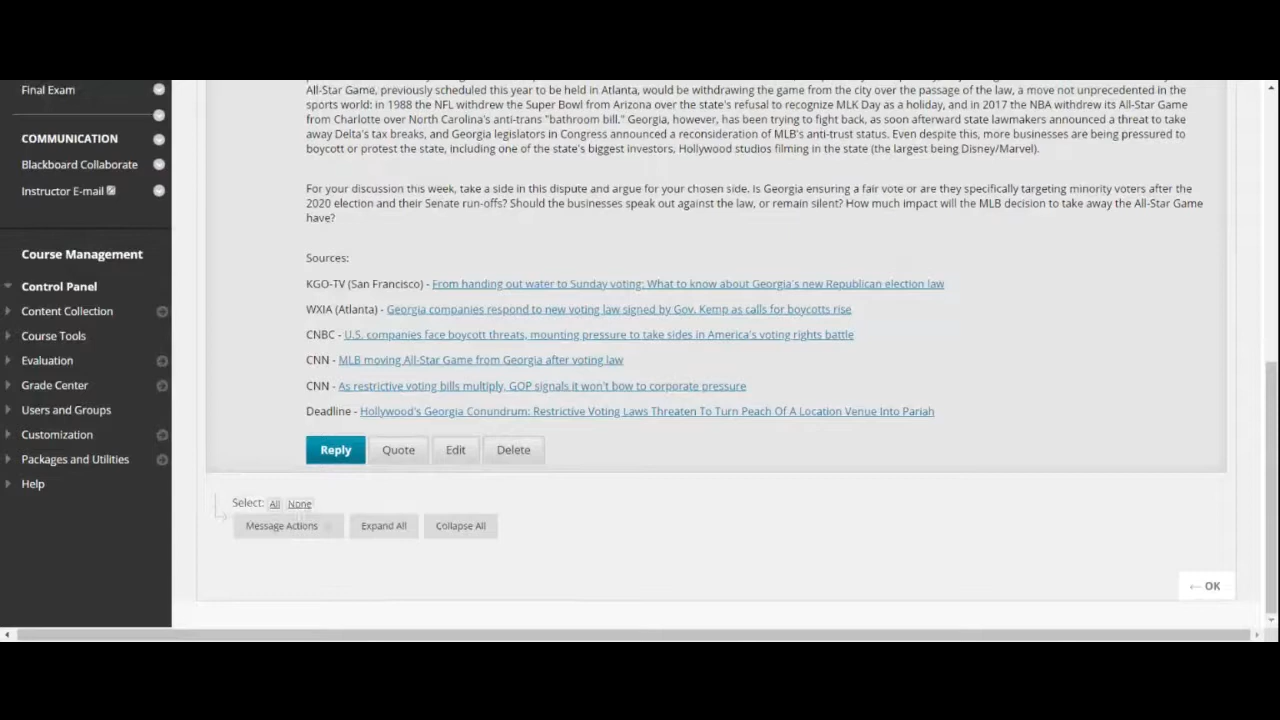 Final Exam
COMMUNICATION
Blackboard Collaborate
Instructor E-mail
Course Management
Control Panel
Content Collection
Course Tools
Evaluation
Grade Center
Users and Groups
Customization
Packages and Utilities
Help
All-Star Game, previously scheduled this year to be held in Atlanta, would be withdrawing the game from the city over the passage of the law, a move not unprecedented in the
sports world: in 1988 the NFL withdrew the Super Bowl from Arizona over the state's refusal to recognize MLK Day as a holiday, and in 2017 the NBA withdrew its All-Star Game
from Charlotte over North Carolina's anti-trans "bathroom bill." Georgia, however, has been trying to fight back, as soon afterward state lawmakers announced a threat to take
away Delta's tax breaks, and Georgia legislators in Congress announced a reconsideration of MLB's anti-trust status. Even despite this, more businesses are being pressured to
boycott or protest the state, including one of the state's biggest investors, Hollywood studios filming in the state (the largest being Disney/Marvel).
For your discussion this week, take a side in this dispute and argue for your chosen side. Is Georgia ensuring a fair vote or are they specifically targeting minority voters after the
2020 election and their Senate run-offs? Should the businesses speak out against the law, or remain silent? How much impact will the MLB decision to take away the All-Star Game
have?
Sources:
KGO-TV (San Francisco) - From handing out water to Sunday voting: What to know about Georgia's new Republican election law
WXIA (Atlanta) - Georgia companies respond to new voting law signed by Gov. Kemp as calls for boycotts rise
CNBC - U.S. companies face boycott threats, mounting pressure to take sides in America's voting rights battle
CNN - MLB moving All-Star Game from Georgia after voting law
CNN - As restrictive voting bills multiply, GOP signals it won't bow to corporate pressure
Deadline - Hollywood's Georgia Conundrum: Restrictive Voting Laws Threaten To Turn Peach Of A Location Venue Into Pariah
Reply Quote Edit Delete
Select: All None
Message Actions Expand All Collapse All
← OK